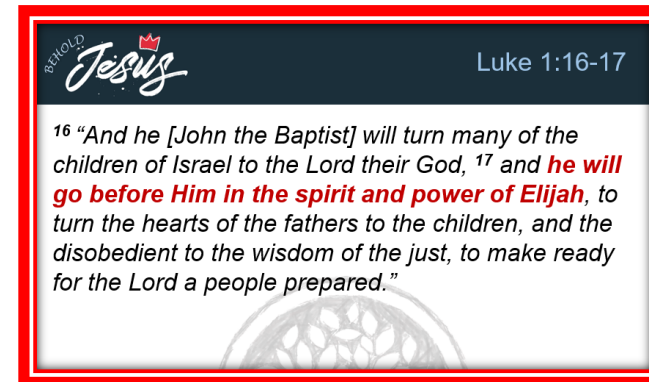 BEHOLD
Jesus
Luke 1:16-17
16 “And he [John the Baptist] will turn many of the
children of Israel to the Lord their God, 17 and he will
go before Him in the spirit and power of Elijah, to
turn the hearts of the fathers to the children, and the
disobedient to the wisdom of the just, to make ready
for the Lord a people prepared.”